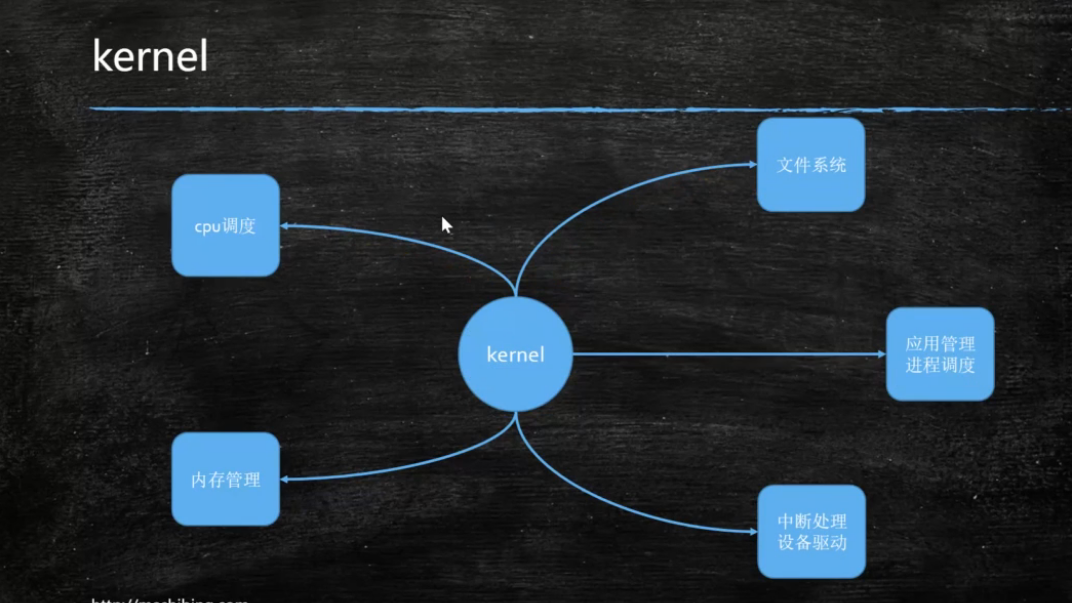 kernel
文件系统
cpu调度
kernel
应用管理
进程调度
内存管理
中断处理
设备驱动